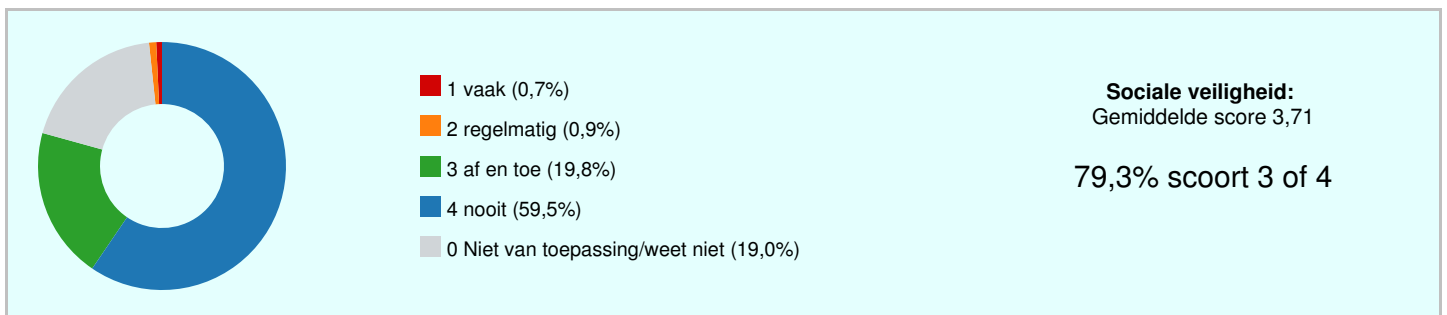 1 vaak (0,7%)
2 regelmatig (0,9%)
3 af en toe (19,8%)
4 nooit (59,5%)
0 Niet van toepassing/weet niet (19,0%)
Sociale veiligheid:
Gemiddelde score 3,71
79,3% scoort 3 of 4